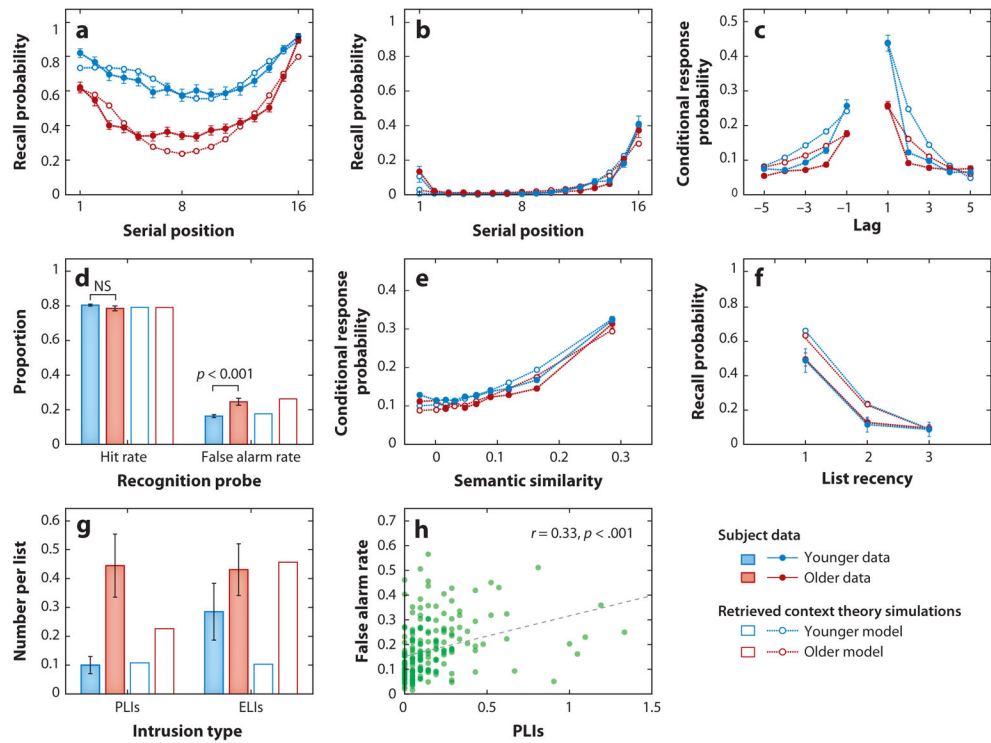 a
Recall probability
1
0.8
0.6
0.4
0.2
0
1
8
16
Serial position
b
Recall probability
1
0.8
0.6
0.4
0.2
0
1
8
16
Serial position
c
Conditional response
probability
0.5
0.4
0.3
0.2
0.1
0
−5
−3
−1
1
3
5
Lag
d
Proportion
1.0
0.8
0.6
0.4
0.2
0
NS
p < 0.001
Hit rate
False alarm rate
Recognition probe
e
Conditional response
probability
0.4
0.3
0.2
0.1
0
0
0.1
0.2
0.3
Semantic similarity
f
Recall probability
1
0.8
0.6
0.4
0.2
0
1
2
3
List recency
g
Number per list
0.6
0.5
0.4
0.3
0.2
0.1
0
PLIs
ELIs
Intrusion type
h
r = 0.33, p < .001
False alarm rate
0.7
0.6
0.5
0.4
0.3
0.2
0.1
0
0
0.5
1.0
1.5
PLIs
Subject data
Younger data
Older data
Retrieved context theory simulations
Younger model
Older model